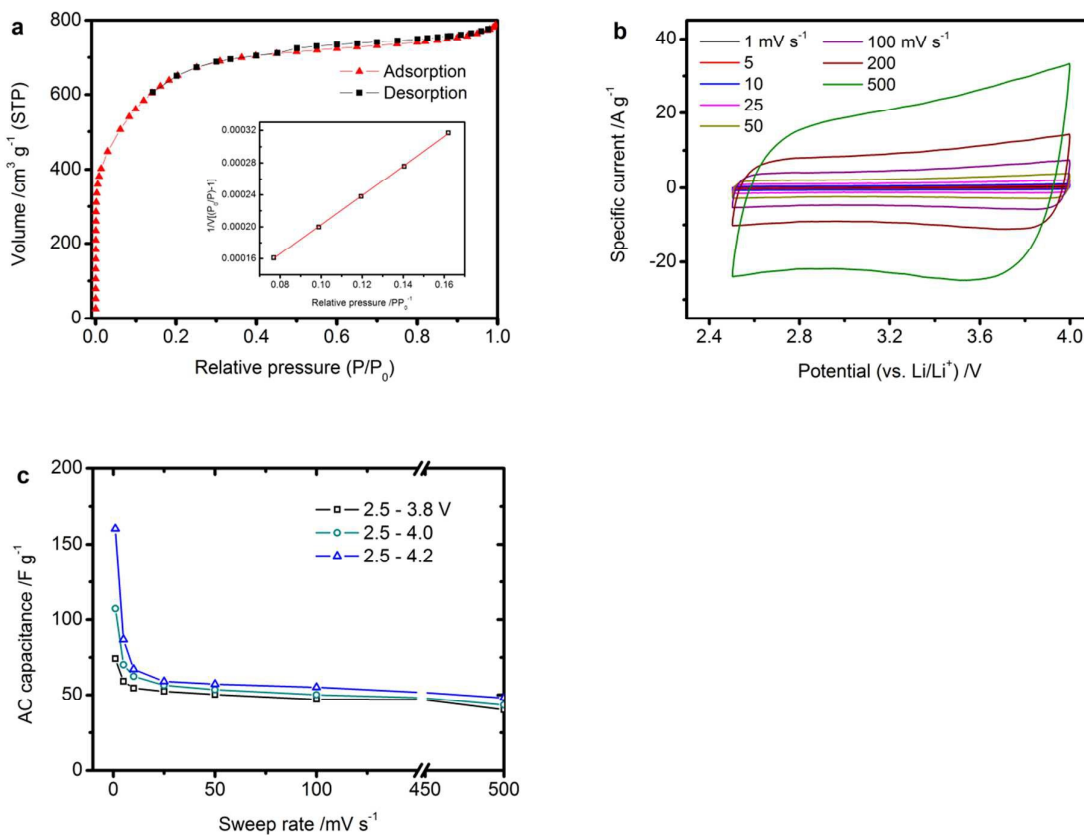 a
800
600
400
200
0
Volume /cm³ g⁻¹ (STP)
Adsorption
Desorption
0.00032
0.00028
0.00024
0.00020
0.00016
1/V[(P₀/P)-1]
0.08 0.10 0.12 0.14 0.16
Relative pressure /PP₀⁻¹
0.0 0.2 0.4 0.6 0.8 1.0
Relative pressure (P/P₀)
b
40
20
0
-20
Specific current /A g⁻¹
1 mV s⁻¹
5
10
25
50
100 mV s⁻¹
200
500
2.4 2.8 3.2 3.6 4.0
Potential (vs. Li/Li⁺) /V
c
200
150
100
50
0
AC capacitance /F g⁻¹
2.5 - 3.8 V
2.5 - 4.0
2.5 - 4.2
0 50 100 450 500
Sweep rate /mV s⁻¹